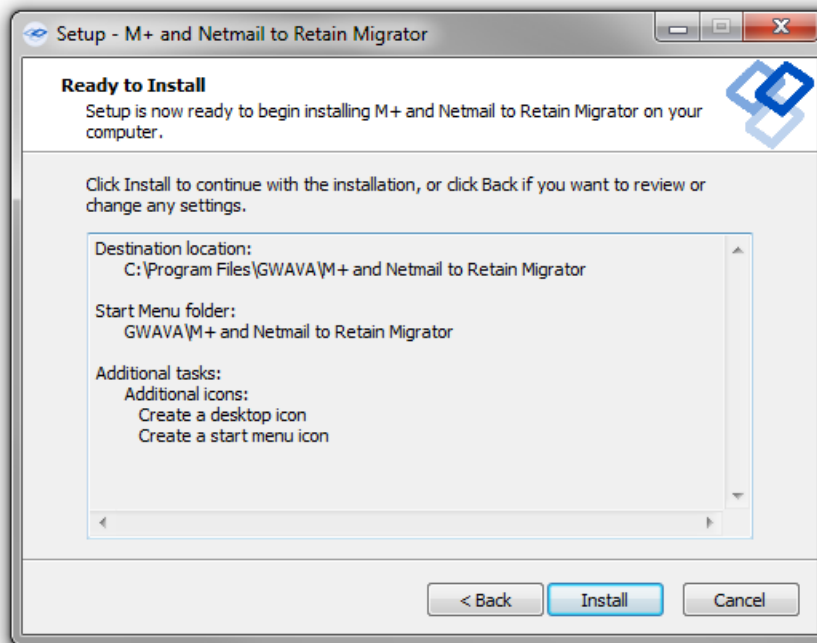 Setup - M+ and Netmail to Retain Migrator
Ready to Install
Setup is now ready to begin installing M+ and Netmail to Retain Migrator on your
computer.
Click Install to continue with the installation, or click Back if you want to review or
change any settings.
Destination location:
C:\Program Files\GWAVA\M+ and Netmail to Retain Migrator
Start Menu folder:
GWAVA\M+ and Netmail to Retain Migrator
Additional tasks:
Additional icons:
Create a desktop icon
Create a start menu icon
< Back
Install
Cancel